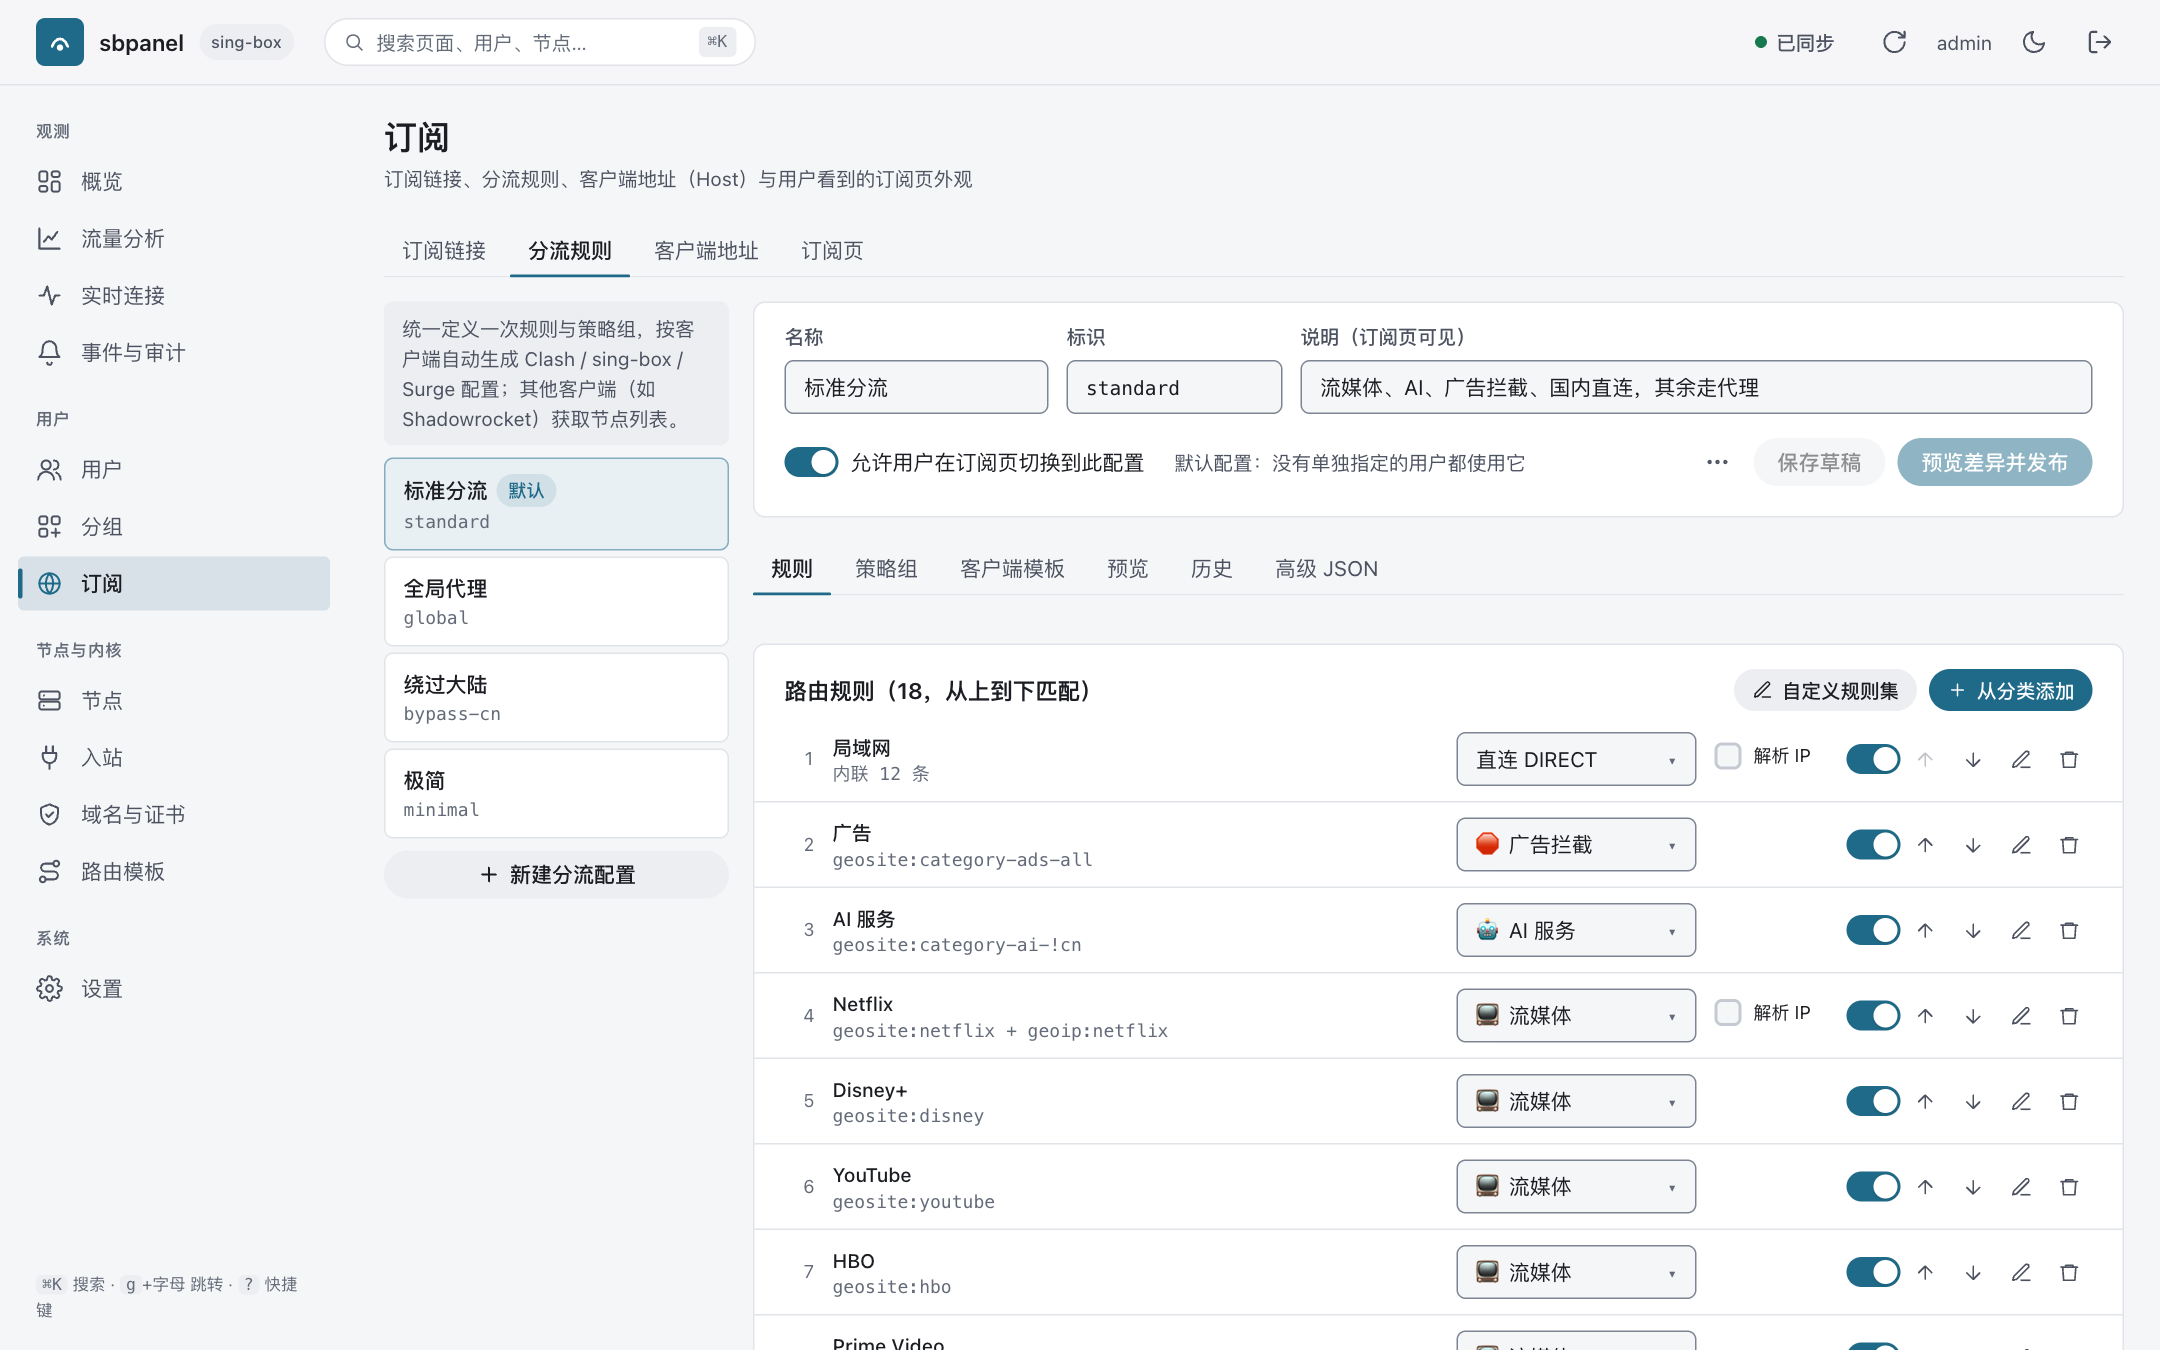 sbpanel
sing-box
搜索页面、用户、节点...
⌘K
已同步
admin
观测
概览
流量分析
实时连接
事件与审计
用户
用户
分组
订阅
节点与内核
节点
入站
域名与证书
路由模板
系统
设置
⌘K 搜索 · g +字母 跳转 · ? 快捷
键
订阅
订阅链接、分流规则、客户端地址（Host）与用户看到的订阅页外观
订阅链接
分流规则
客户端地址
订阅页
统一定义一次规则与策略组，按客
户端自动生成 Clash / sing-box /
Surge 配置；其他客户端（如
Shadowrocket）获取节点列表。
标准分流 默认
standard
全局代理
global
绕过大陆
bypass-cn
极简
minimal
+ 新建分流配置
名称
标识
说明（订阅页可见）
标准分流
standard
流媒体、AI、广告拦截、国内直连，其余走代理
允许用户在订阅页切换到此配置
默认配置：没有单独指定的用户都使用它
保存草稿
预览差异并发布
规则
策略组
客户端模板
预览
历史
高级 JSON
路由规则（18，从上到下匹配）
自定义规则集
+ 从分类添加
1
局域网
内联 12 条
直连 DIRECT
解析 IP
2
广告
geosite:category-ads-all
广告拦截
3
AI 服务
geosite:category-ai-!cn
AI 服务
4
Netflix
geosite:netflix + geoip:netflix
流媒体
解析 IP
5
Disney+
geosite:disney
流媒体
6
YouTube
geosite:youtube
流媒体
7
HBO
geosite:hbo
流媒体
Prime Video
流媒体